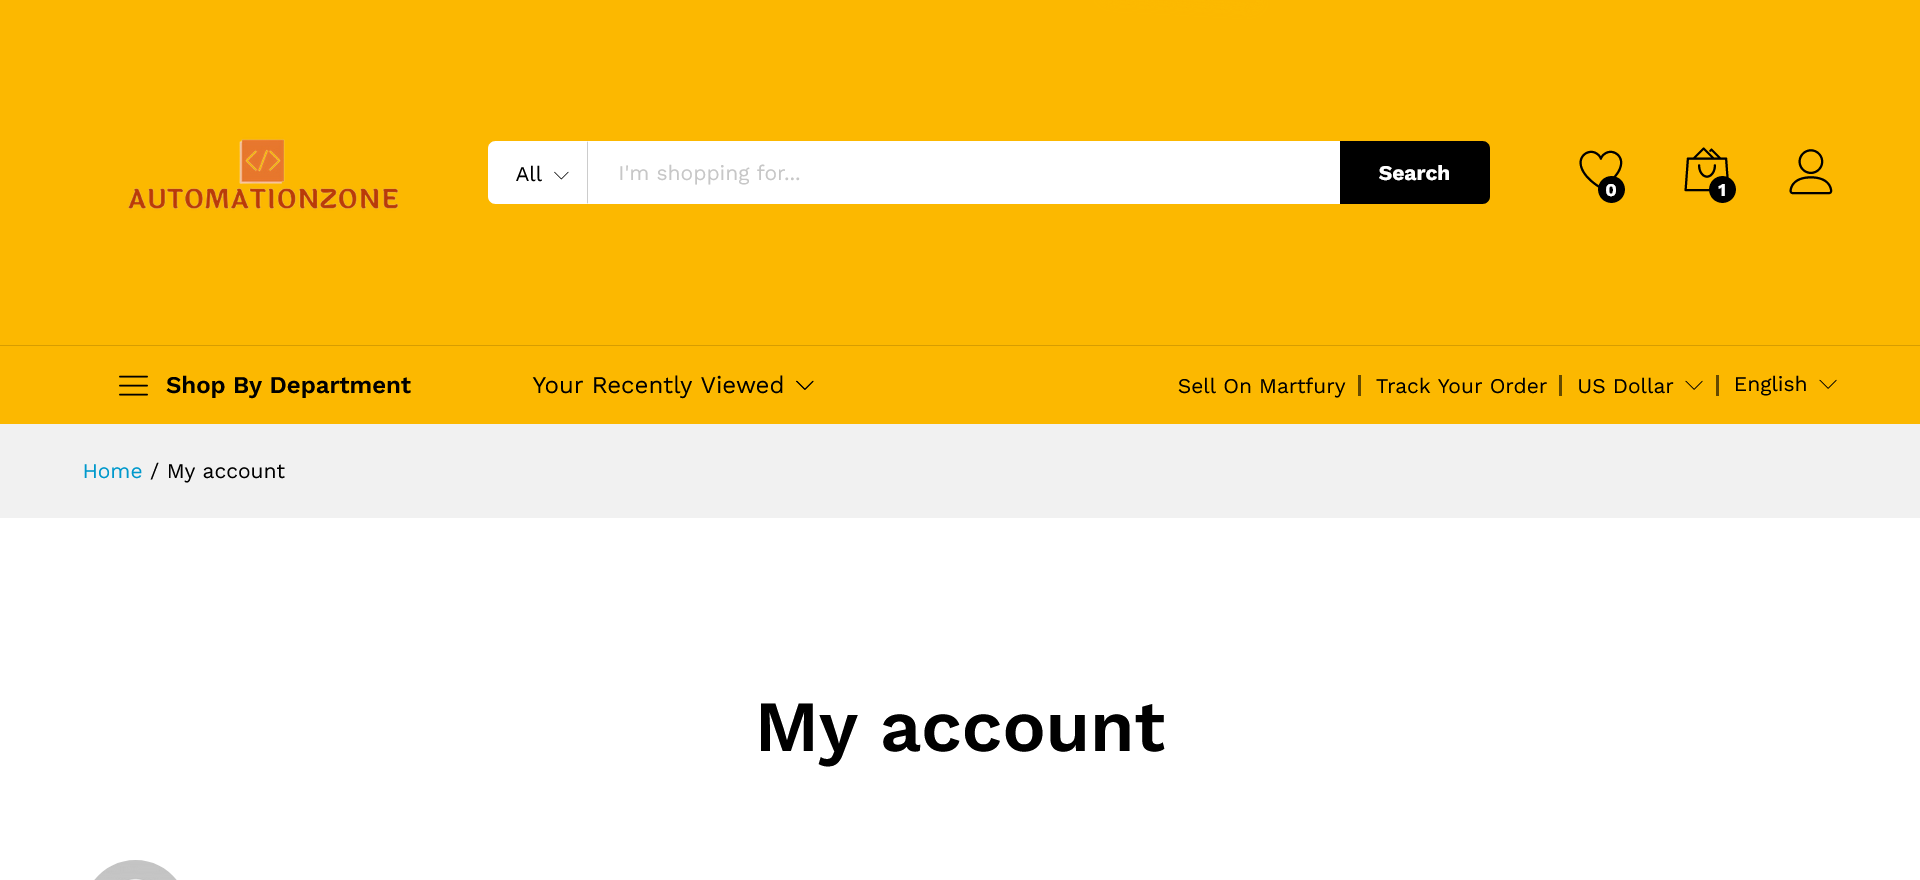 AUTOMATIONZONE
All
I'm shopping for...
Search
0
1
Shop By Department
Your Recently Viewed
Sell On Martfury
Track Your Order
US Dollar
English
Home / My account
My account